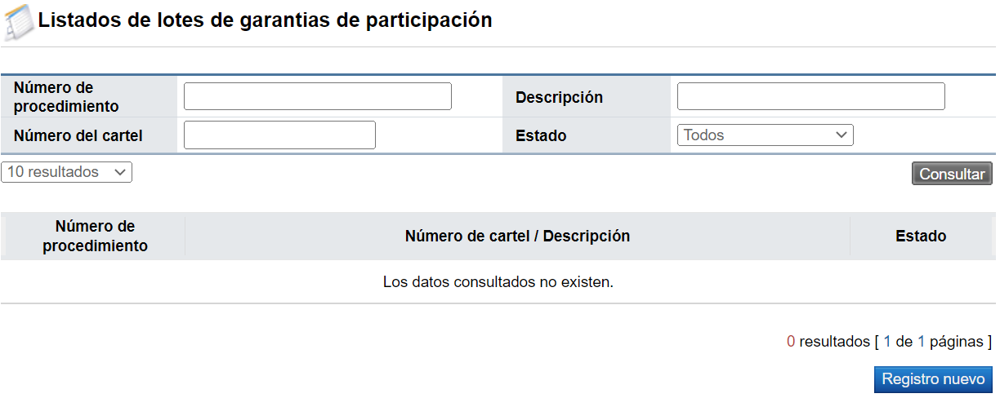 Listados de lotes de garantias de participación
Número de
procedimiento
Descripción
Número del cartel
Estado
Todos
10 resultados
Consultar
Número de
procedimiento
Número de cartel / Descripción
Estado
Los datos consultados no existen.
0 resultados [ 1 de 1 páginas ]
Registro nuevo